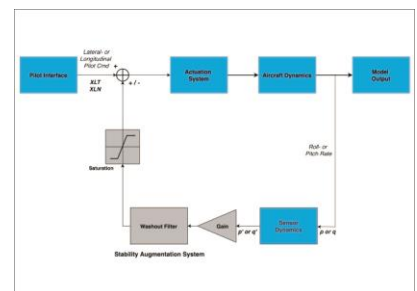 Lateral- or
Longitudinal
Pilot Cmd
+
Pilot Interface
XLT
XLN
+ / -
Actuation
System
Aircraft Dynamics
Model
Output
Roll- or
Pitch-Rate
Saturation
Washout Filter
Gain
p' or q'
Sensor
Dynamics
p or q
Stability Augmentation System